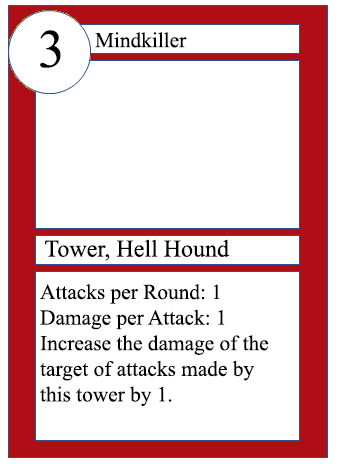 3
Mindkiller
Tower, Hell Hound
Attacks per Round: 1
Damage per Attack: 1
Increase the damage of the
target of attacks made by
this tower by 1.